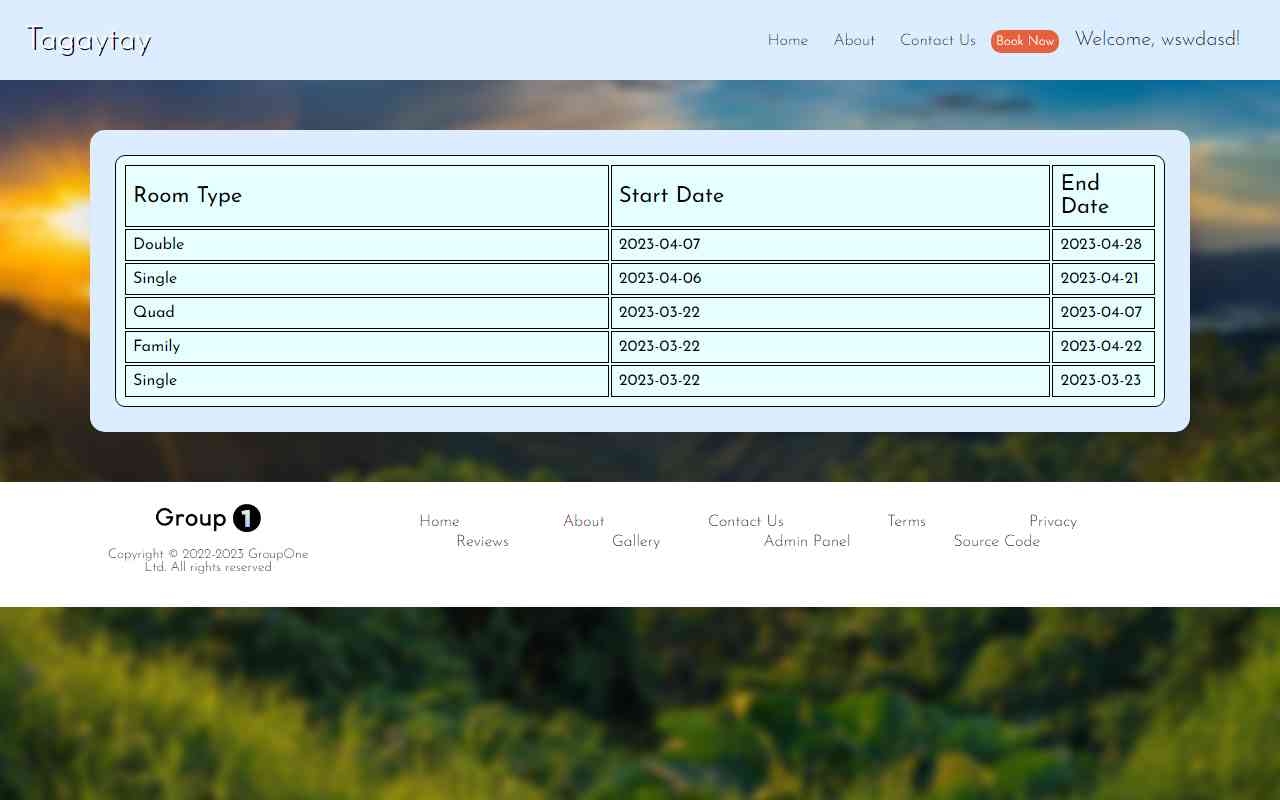 Tagaytay
Home About Contact Us Book Now Welcome, wswdasd!
Room Type Start Date End Date
Double 2023-04-07 2023-04-28
Single 2023-04-06 2023-04-21
Quad 2023-03-22 2023-04-07
Family 2023-03-22 2023-04-22
Single 2023-03-22 2023-03-23
Group 1
Copyright © 2022-2023 GroupOne
Ltd. All rights reserved
Home About Contact Us Terms Privacy
Reviews Gallery Admin Panel Source Code